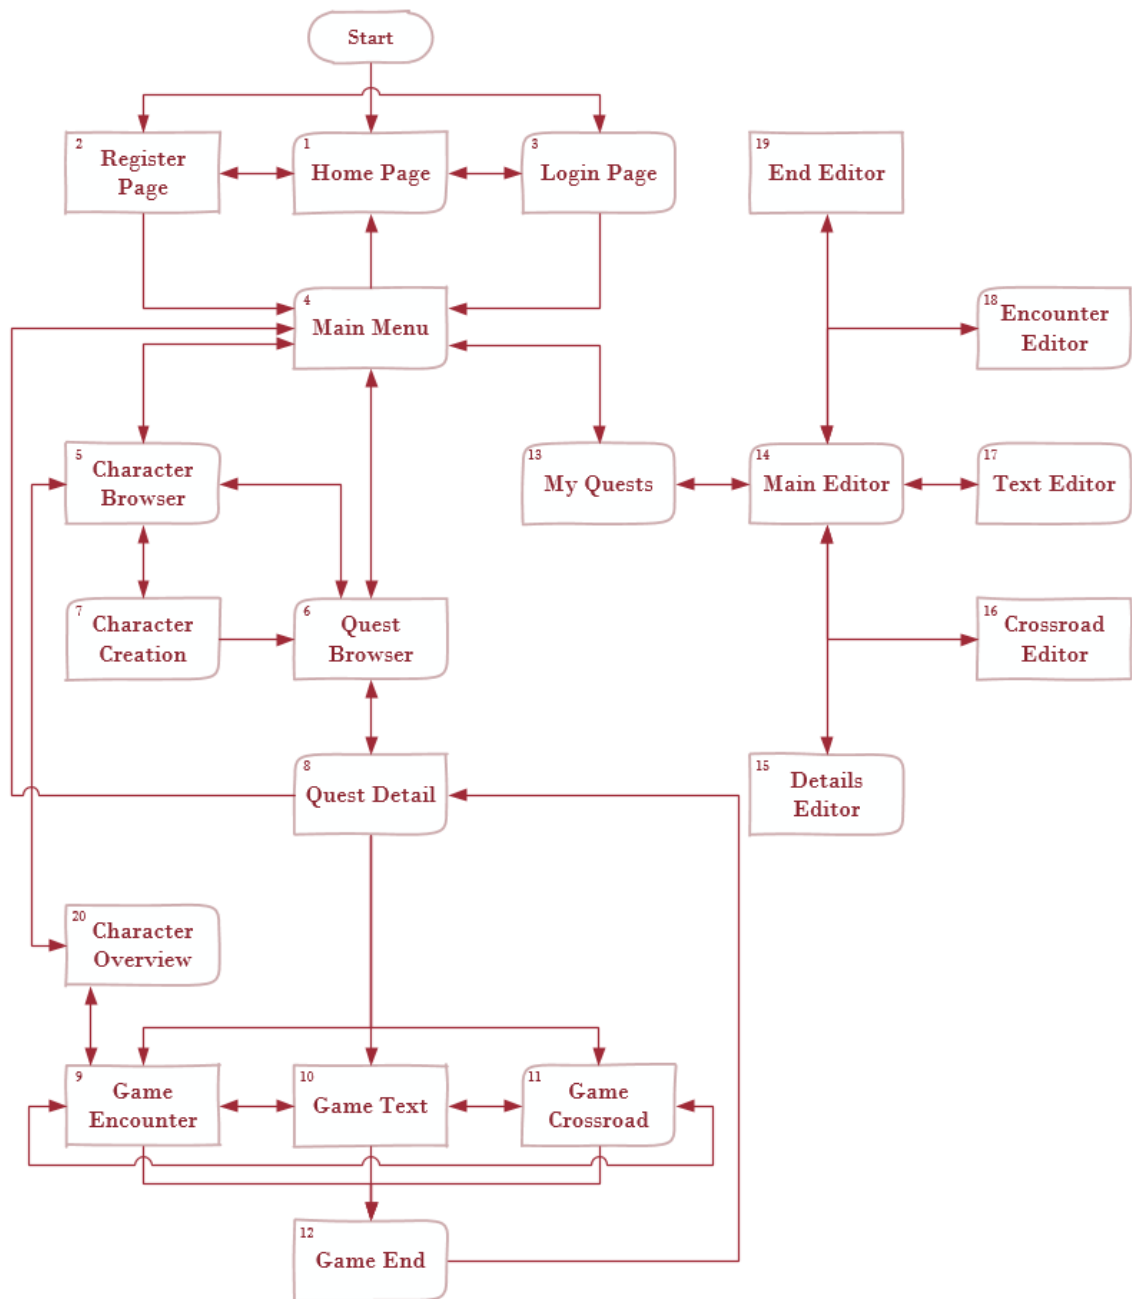 Start
2
Register
Page
1
Home Page
3
Login Page
19
End Editor
4
Main Menu
18
Encounter
Editor
5
Character
Browser
13
My Quests
14
Main Editor
17
Text Editor
7
Character
Creation
6
Quest
Browser
16
Crossroad
Editor
8
Quest Detail
15
Details
Editor
20
Character
Overview
9
Game
Encounter
10
Game Text
11
Game
Crossroad
12
Game End